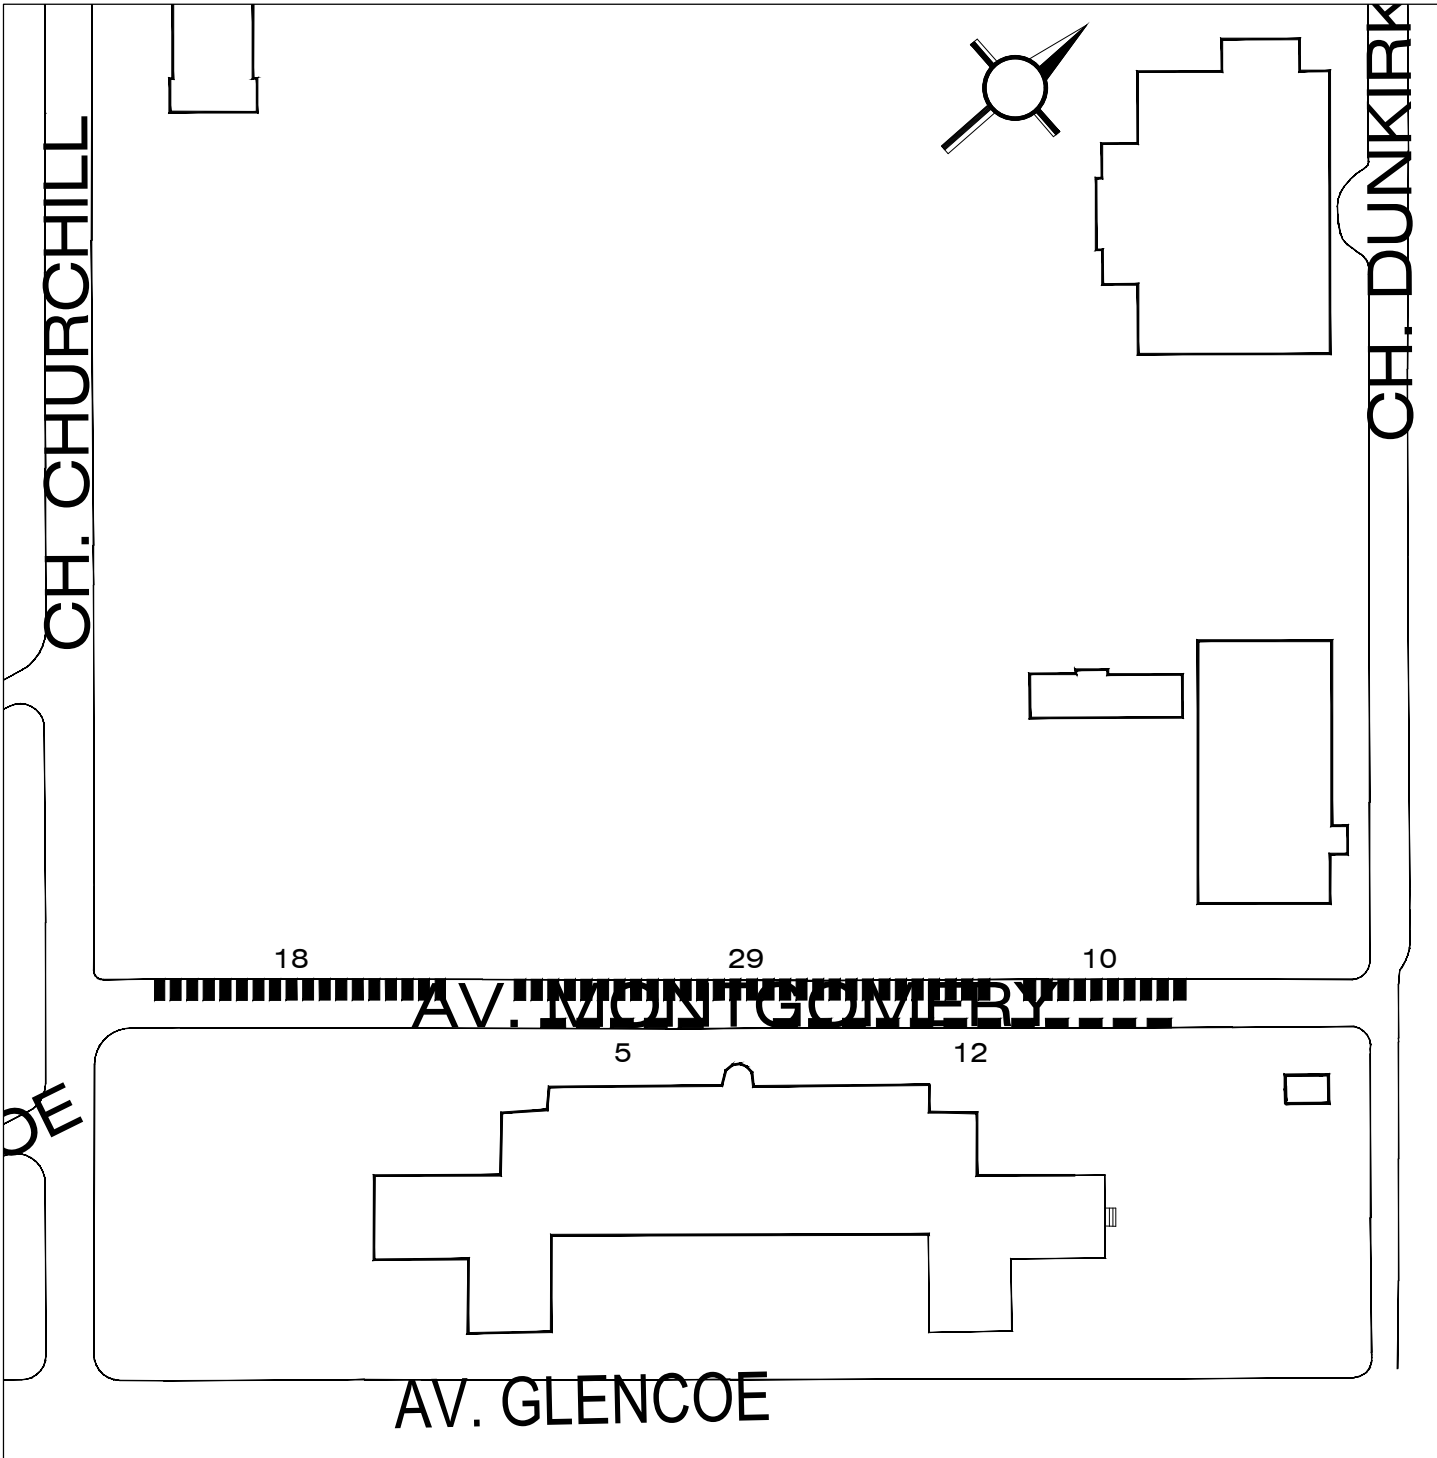 CH. CHURCHILL
CH. DUNKIRK
18
29
10
AV. MONTGOMERY
5
12
OE
AV. GLENCOE